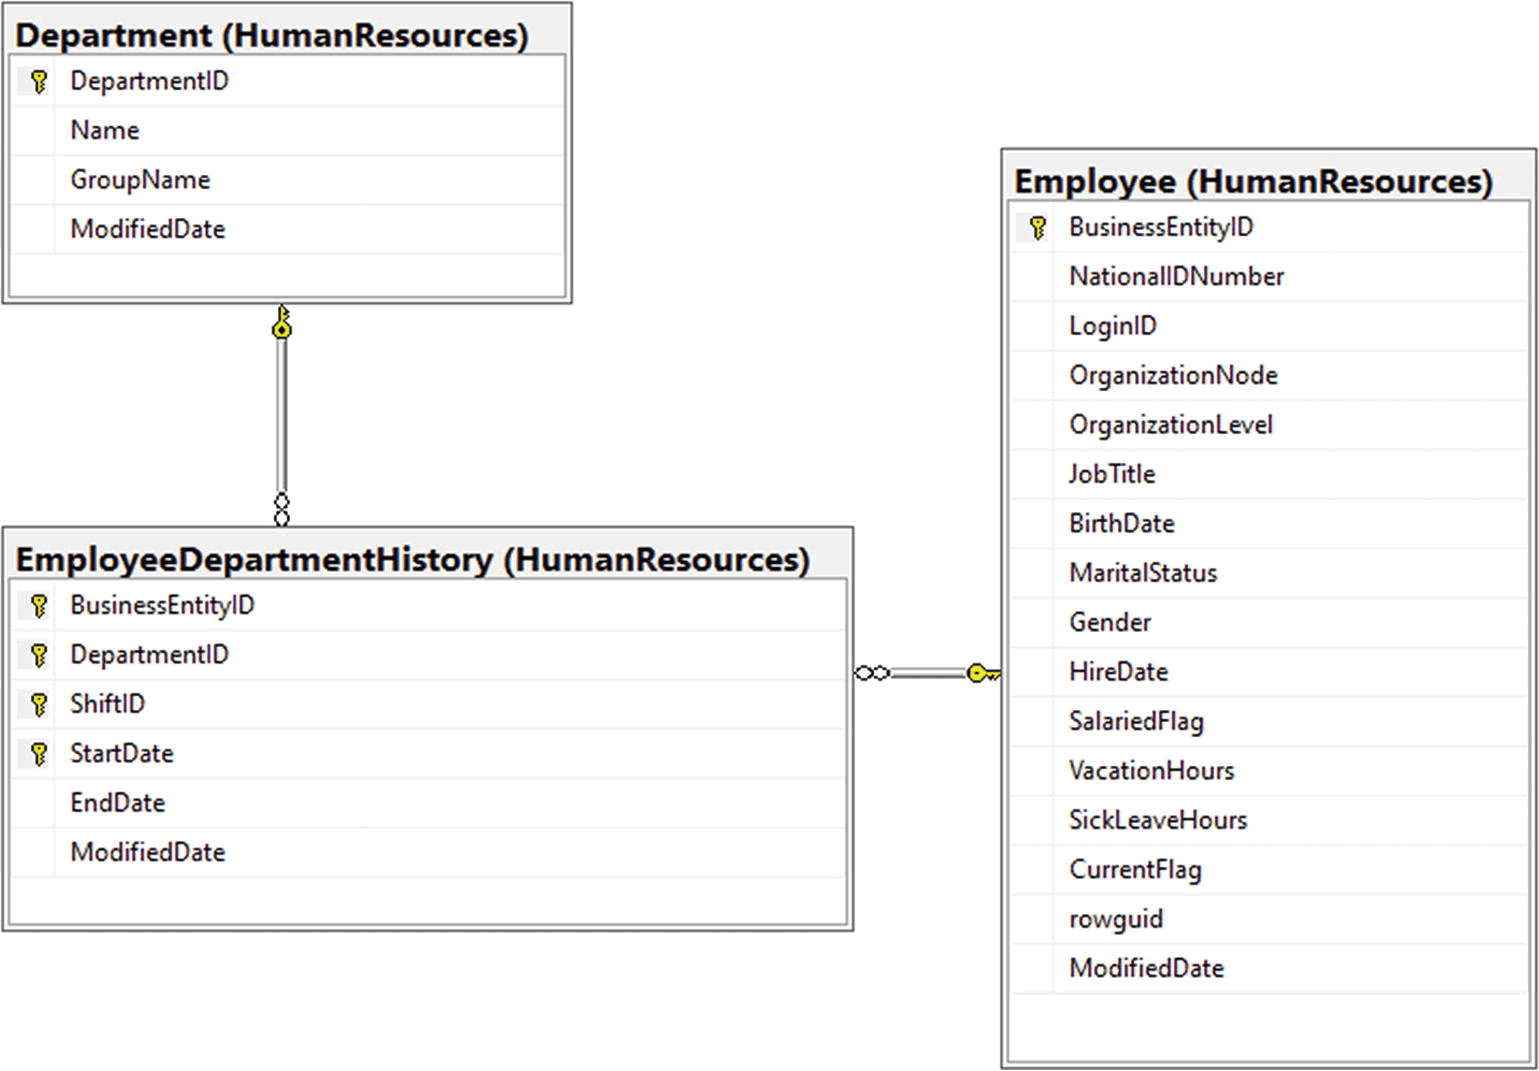 Department (HumanResources)
DepartmentID
Name
GroupName
ModifiedDate
EmployeeDepartmentHistory (HumanResources)
BusinessEntityID
DepartmentID
ShiftID
StartDate
EndDate
ModifiedDate
Employee (HumanResources)
BusinessEntityID
NationalIDNumber
LoginID
OrganizationNode
OrganizationLevel
JobTitle
BirthDate
MaritalStatus
Gender
HireDate
SalariedFlag
VacationHours
SickLeaveHours
CurrentFlag
rowguid
ModifiedDate